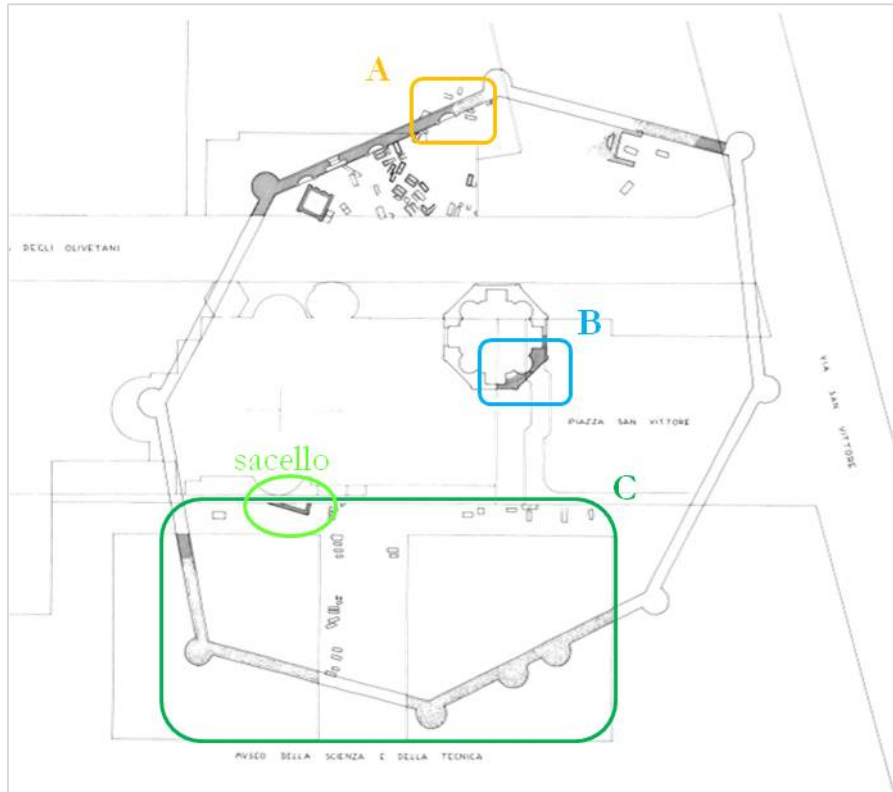 A
. DEGLI OLIVETANI
B
VIA SAN VITTORE
PIAZZA SAN VITTORE
sacello
C
MUSEO DELLA SCIENZA E DELLA TECNICA